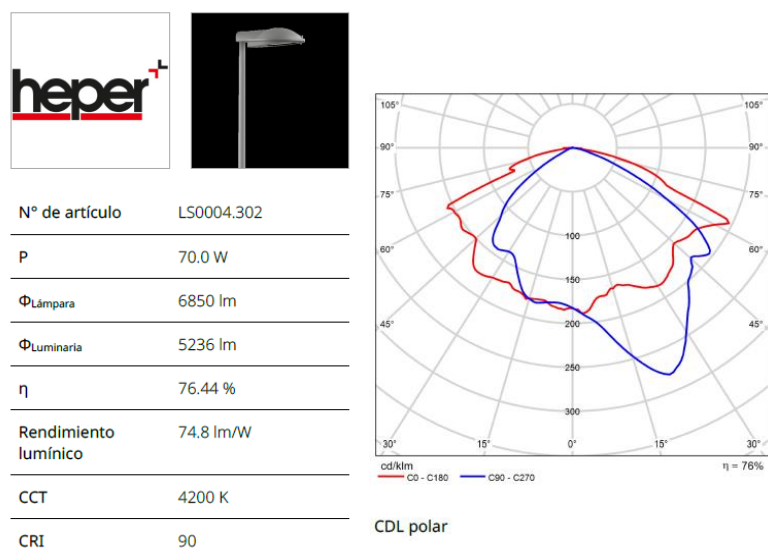 heper
N° de artículo LS0004.302
P 70.0 W
ΦLámpara 6850 lm
ΦLuminaria 5236 lm
η 76.44 %
Rendimiento 74.8 lm/W
lumínico
CCT 4200 K
CRI 90
105° 105°
90° 90°
75° 75°
60° 60°
45° 45°
30° 15° 0° 15° 30°
100
150
200
250
300
cd/klm η = 76%
C0 - C180 C90 - C270
CDL polar